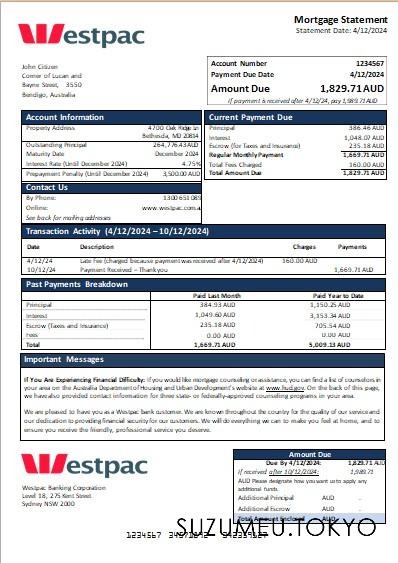 Westpac
Mortgage Statement
Statement Date: 4/12/2024
John Citizen
Corner of Lucan and
Bayne Street, 3550
Bendigo, Australia
Account Number 1234567
Payment Due Date 4/12/2024
Amount Due 1,829.71 AUD
If payment is received after 4/12/24, pay 1,989.71 AUD
Account Information
Property Address 4700 Oak Ridge Ln
Bethesda, MD 20814
Outstanding Principal 264,776.43 AUD
Maturity Date December 2024
Interest Rate (Until December 2024) 4.75%
Prepayment Penalty (Until December 2024) 3,500.00 AUD
Contact Us
By Phone: 1300 651 089
Online: www.westpac.com.a
See back for mailing addresses
Current Payment Due
Principal 386.46 AUD
Interest 1,048.07 AUD
Escrow (for Taxes and Insurance) 235.18 AUD
Regular Monthly Payment 1,669.71 AUD
Total Fees Charged 160.00 AUD
Total Amount Due 1,829.71 AUD
Transaction Activity (4/12/2024 – 10/12/2024)
Date Description Charges Payments
4/12/24 Late Fee (charged because payment was received after 4/12/24) 160.00 AUD
10/12/24 Payment Received – Thank you 1,669.71 AUD
Past Payments Breakdown
Paid Last Month Paid Year to Date
Principal 384.93 AUD 1,150.25 AUD
Interest 1,049.60 AUD 3,153.34 AUD
Escrow (Taxes and Insurance) 235.18 AUD 705.54 AUD
Fees 0.00 AUD 0.00 AUD
Total 1,669.71 AUD 5,009.13 AUD
Important Messages
If You Are Experiencing Financial Difficulty: If you would like mortgage counseling or assistance, you can find a list of counselors in
your area on the Australia Department of Housing and Urban Development's website at www.hud.gov. On the back of this page,
we have also provided contact information for three state- or federally-approved counseling programs in your area.
We are pleased to have you as a Westpac bank customer. We are known throughout the country for the quality of our service and
our dedication to providing financial security for our customers. We will do everything we can to make you feel at home, and to
ensure you receive the friendly, professional service you deserve.
Westpac
Westpac Banking Corporation
Level 18, 275 Kent Street
Sydney NSW 2000
Amount Due
Due By 4/12/2024: 1,829.71 AUD
If received after 10/12/2024: 1,989.71
AUD Please designate how you want us to apply any
additional funds.
Additional Principal AUD
Additional Escrow AUD
Total Amount Enclosed AUD
SUZUMEU.TOKYO
1234567